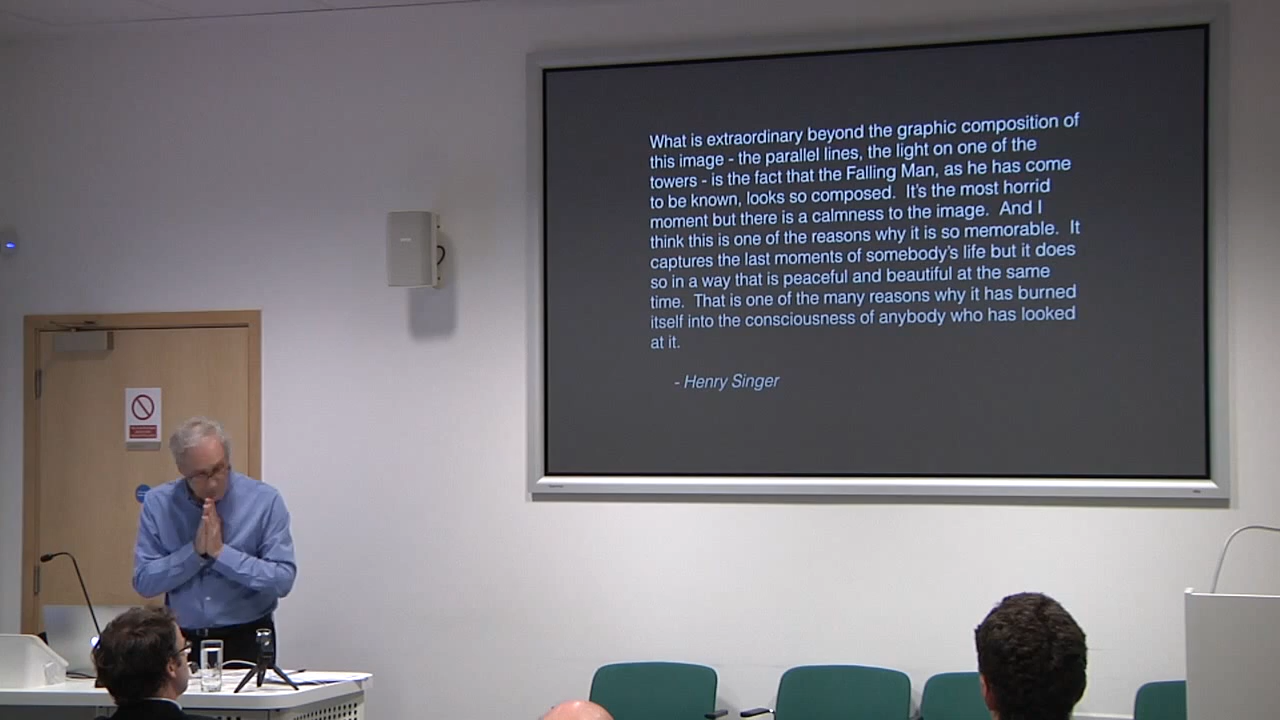 What is extraordinary beyond the graphic composition of
this image - the parallel lines, the light on one of the
towers - is the fact that the Falling Man, as he has come
to be known, looks so composed.  It's the most horrid
moment but there is a calmness to the image.  And I
think this is one of the reasons why it is so memorable.  It
captures the last moments of somebody's life but it does
so in a way that is peaceful and beautiful at the same
time.  That is one of the many reasons why it has burned
itself into the consciousness of anybody who has looked
at it.
- Henry Singer